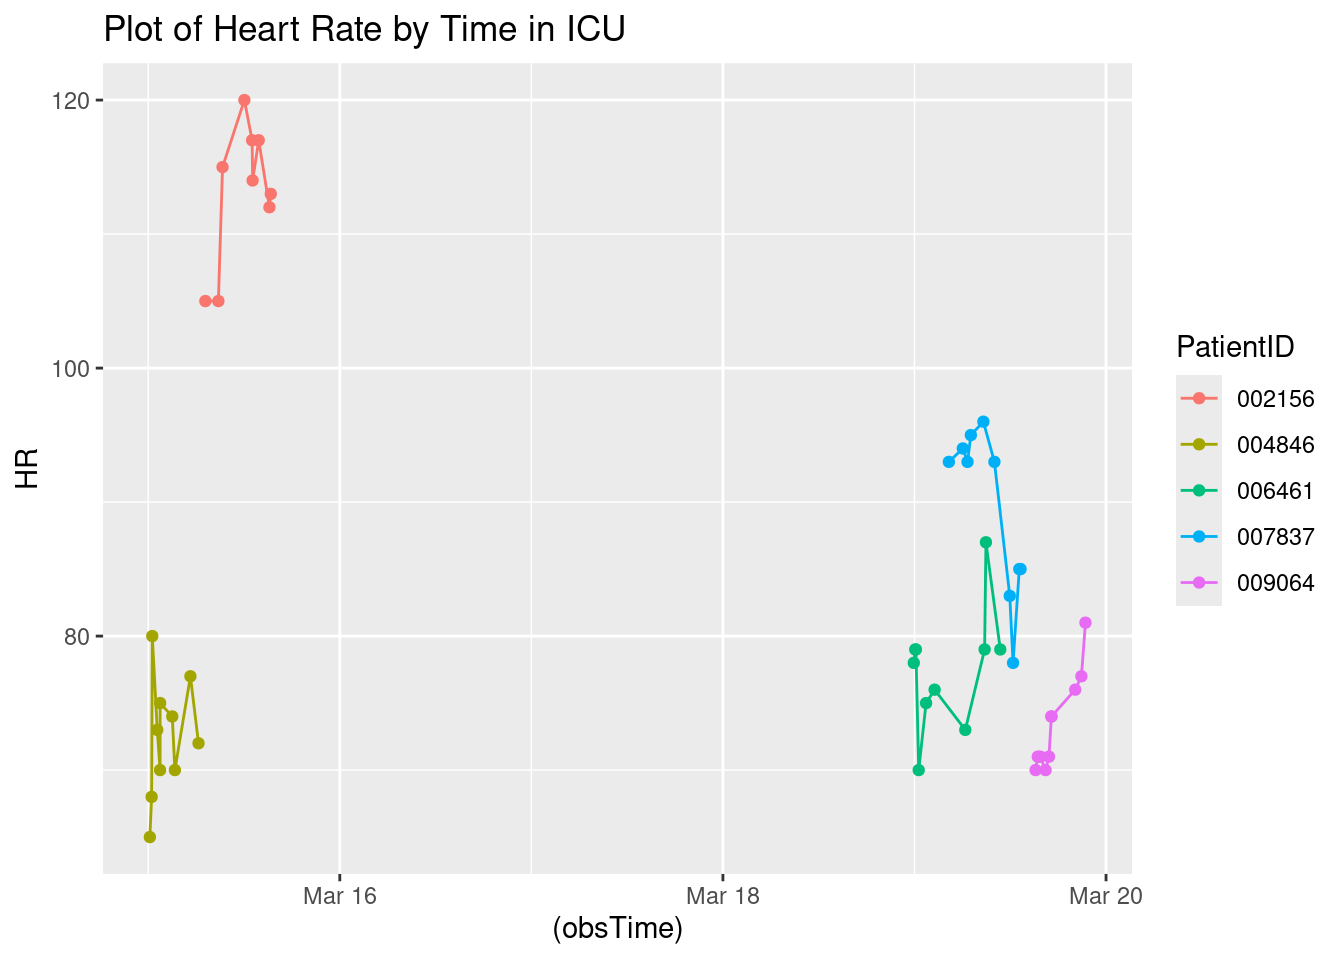 Plot of Heart Rate by Time in ICU
120
100
80
HR
Mar 16
Mar 18
Mar 20
(obsTime)
PatientID
002156
004846
006461
007837
009064